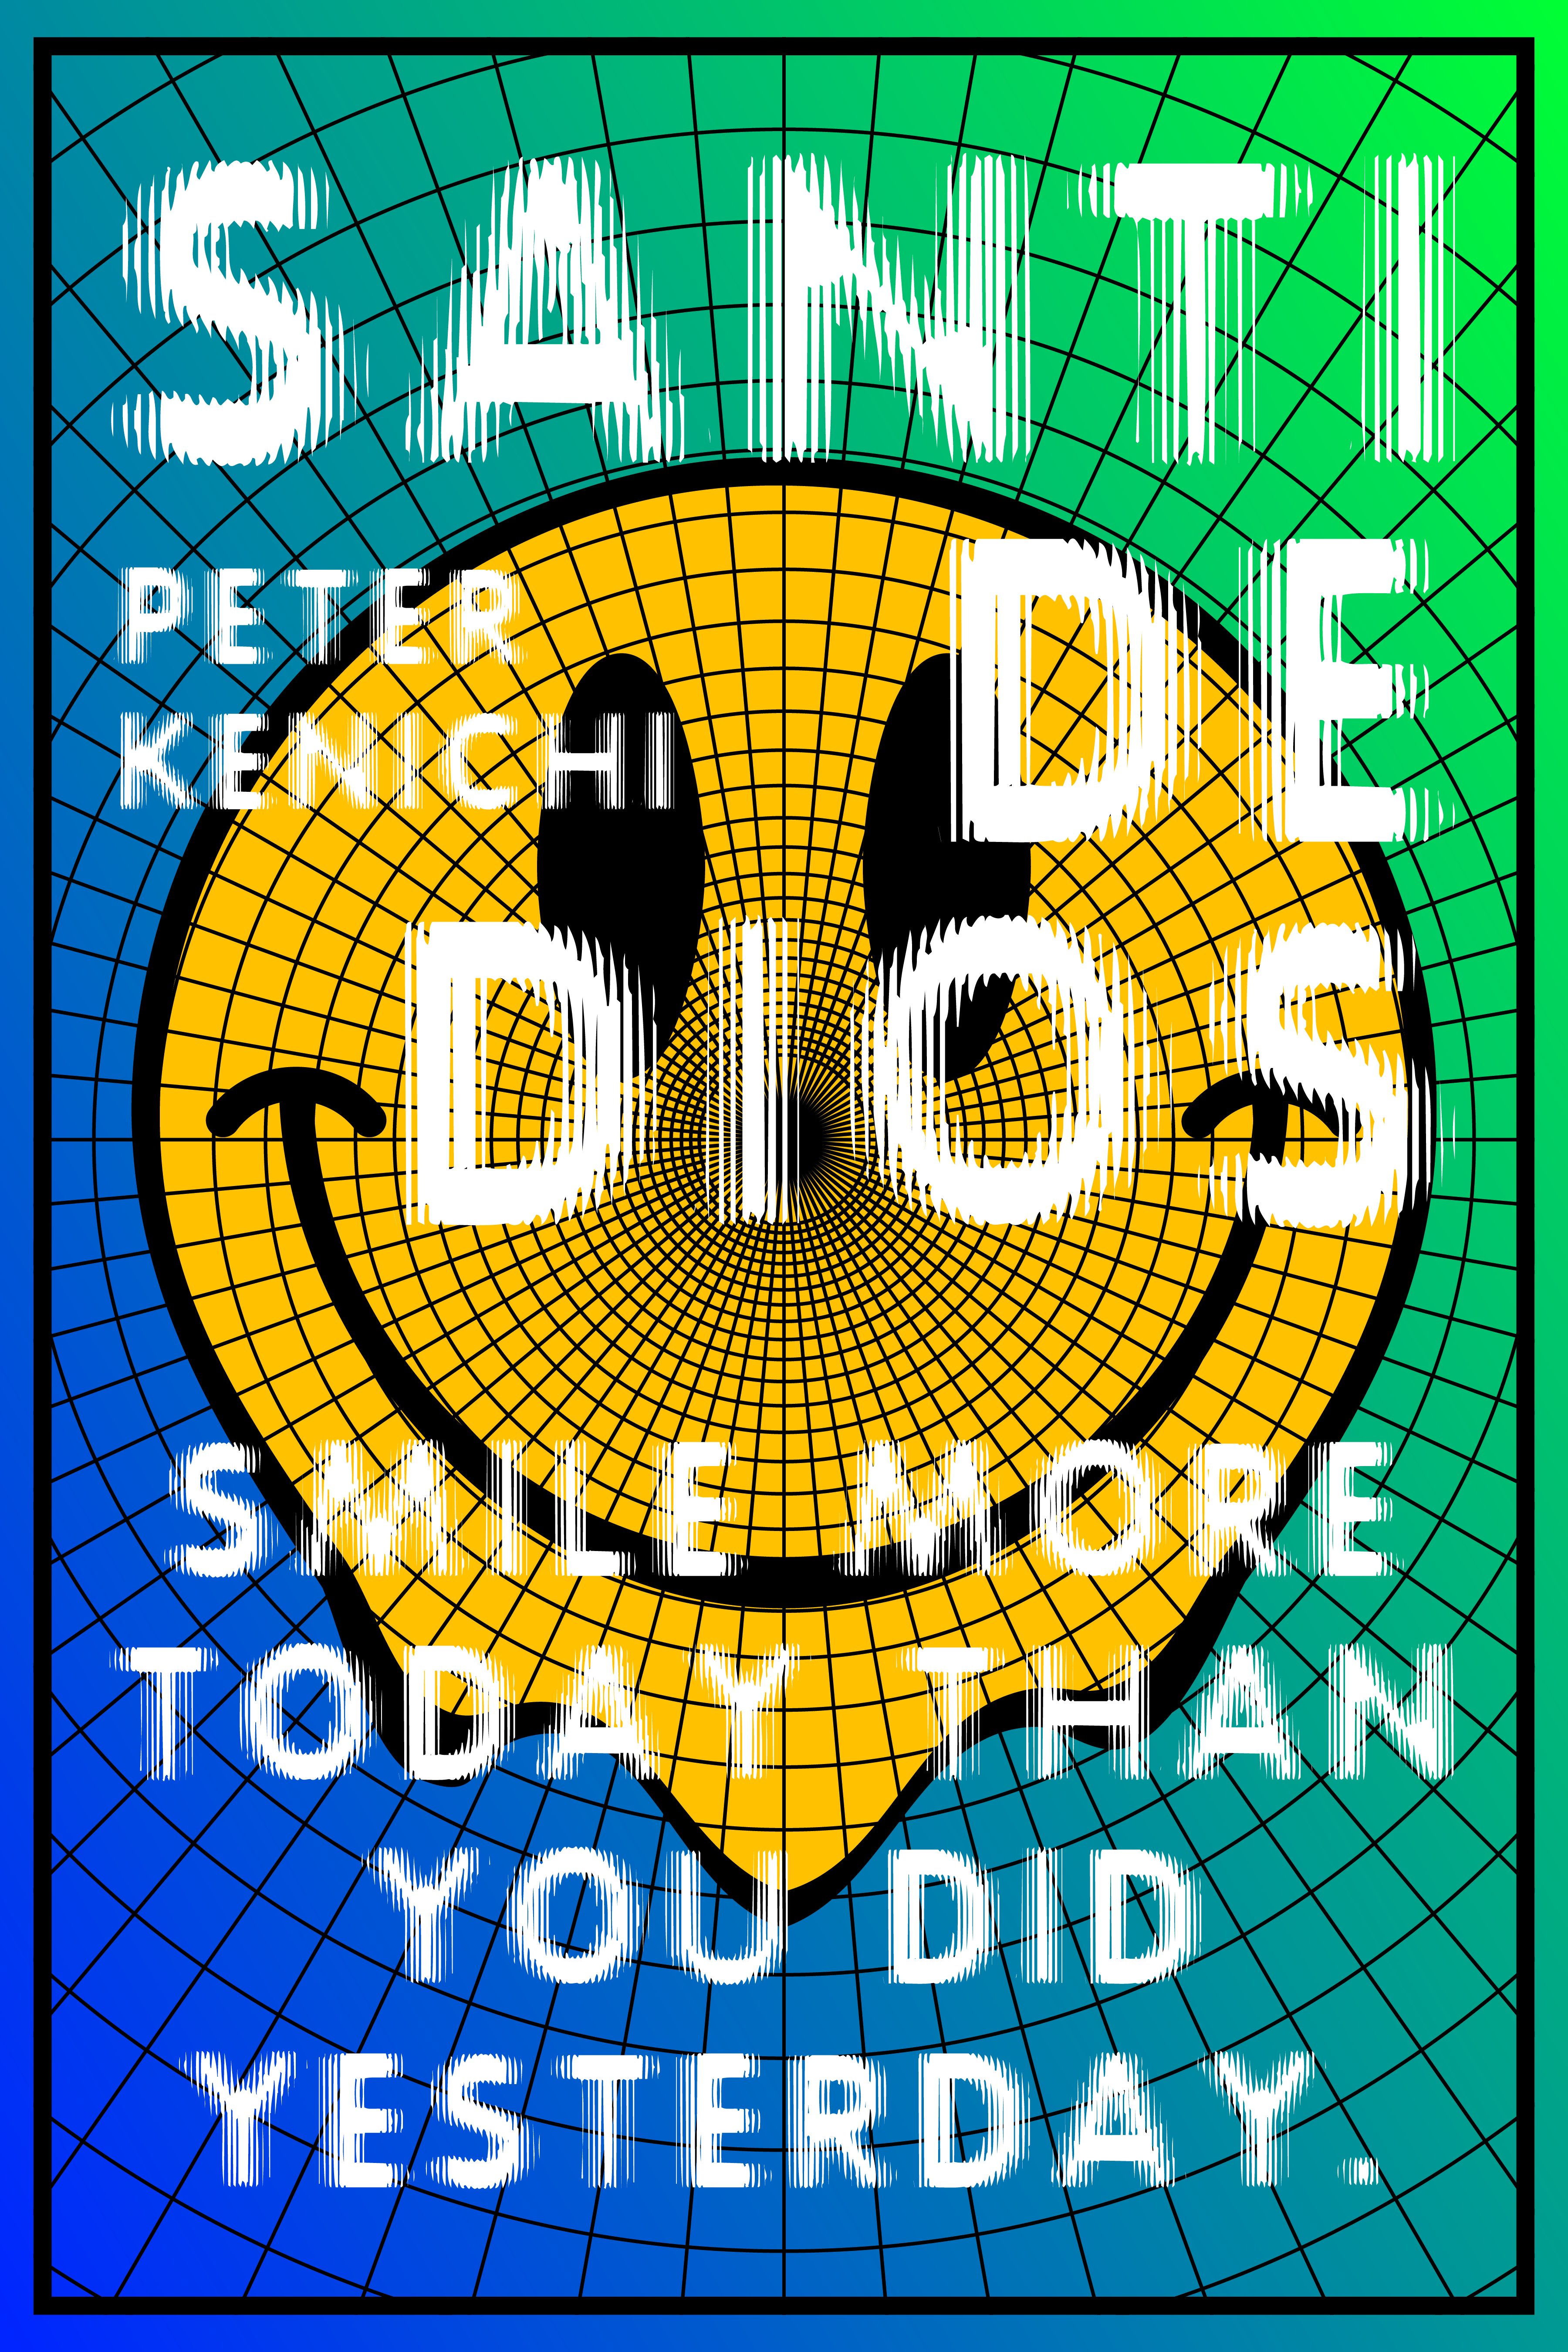 SANTI
PETER
KENICHI
DE
DIOS
SMILE MORE
TODAY THAN
YOU DID
YESTERDAY.